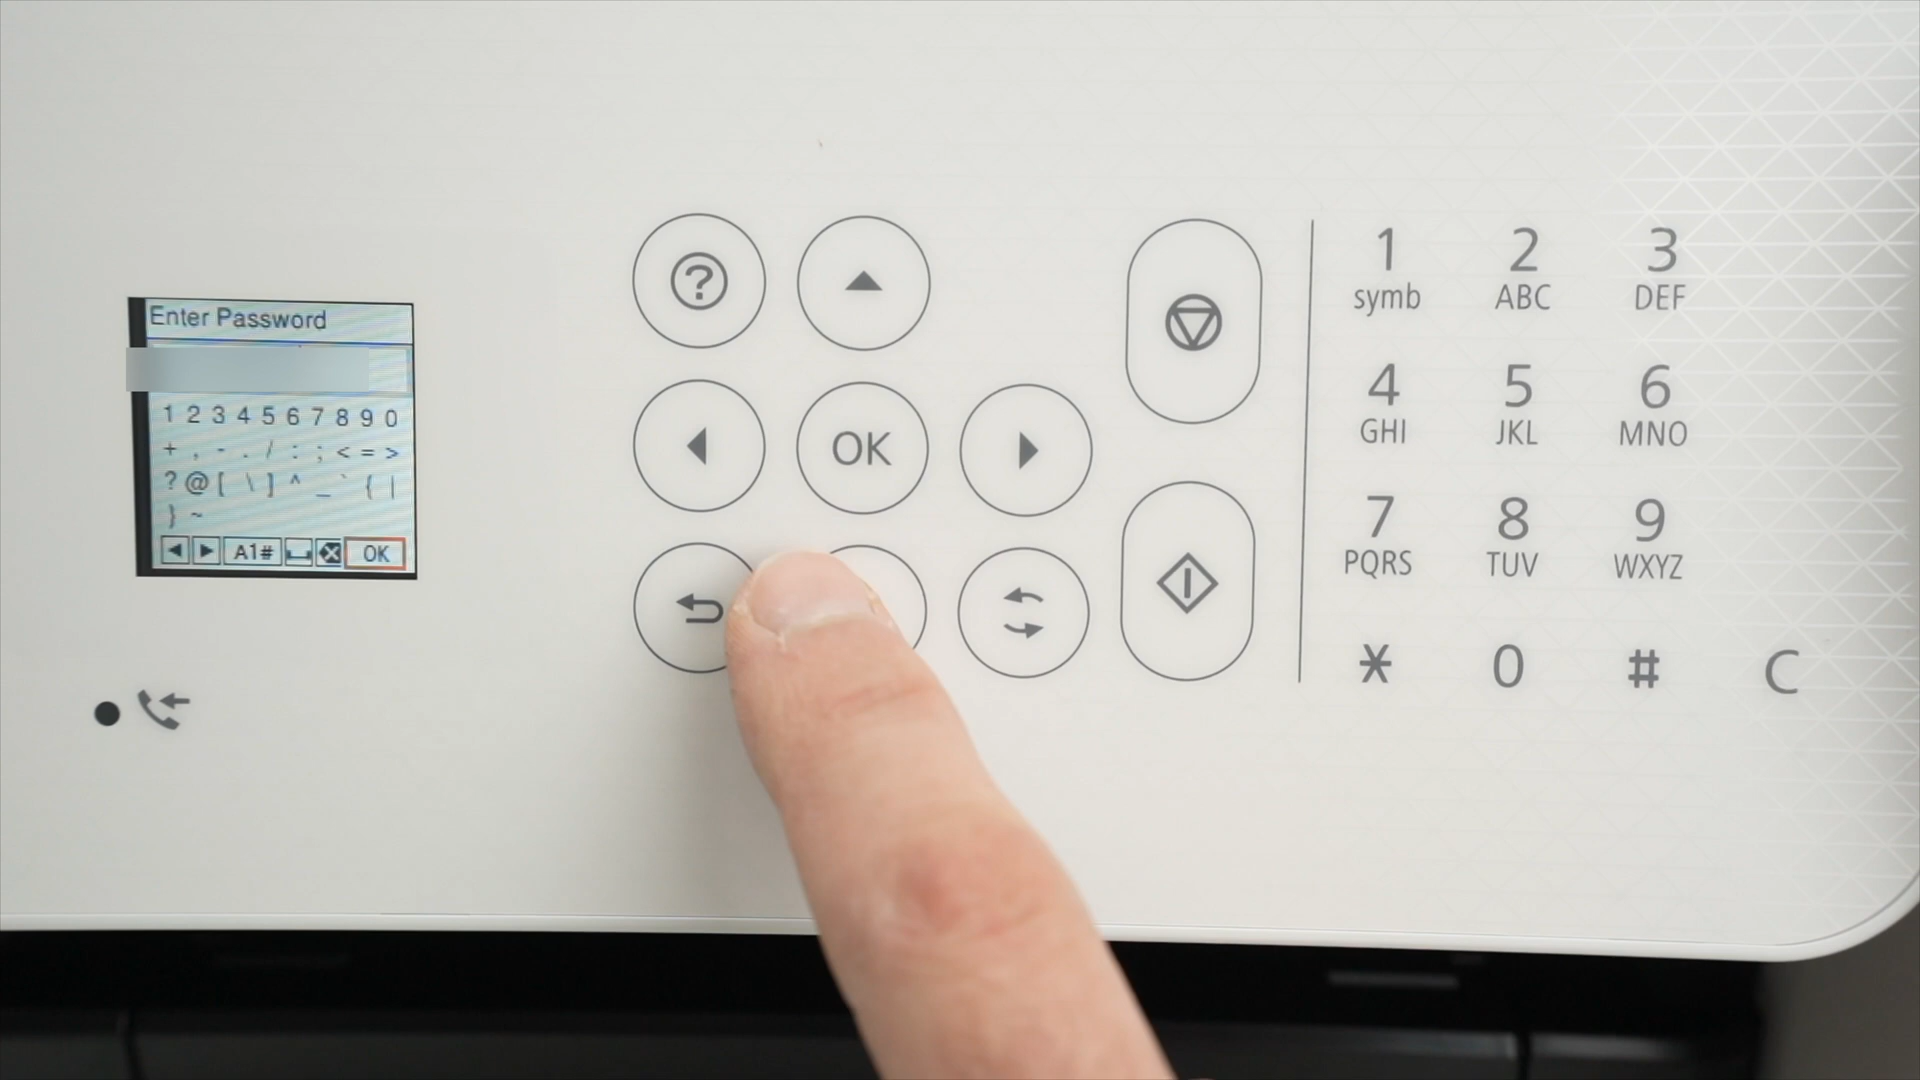 Enter Password
1 2 3 4 5 6 7 8 9 0
+ , - . / : ; < = >
? @ [ \ ] ^ _ ` { |
} ~
A1# OK
OK
1 2 3
symb ABC DEF
4 5 6
GHI JKL MNO
7 8 9
PQRS TUV WXYZ
* 0 # C